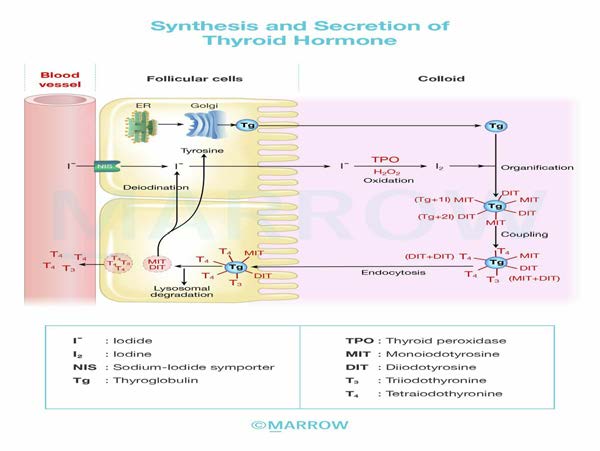 Synthesis and Secretion of
Thyroid Hormone
Blood
vessel
Follicular cells
Colloid
ER
Golgi
Tg
Tg
Tyrosine
I⁻
NIS
I⁻
I⁻
TPO
H₂O₂
Oxidation
I₂
Organification
Deiodination
MARROW
(Tg+1I) MIT
DIT
MIT
Tg
(Tg+2I) DIT
DIT
MIT
Coupling
T₄
T₃
T₄
T₄
T₄
T₃
T₄
MIT
DIT
T₄
MIT
T₄
Tg
T₄
DIT
T₃
Lysosomal
degradation
Endocytosis
T₄
(DIT+DIT) T₄
MIT
Tg
DIT
T₄
T₃
(MIT+DIT)
I⁻ : Iodide
I₂ : Iodine
NIS : Sodium-Iodide symporter
Tg : Thyroglobulin
TPO : Thyroid peroxidase
MIT : Monoiodotyrosine
DIT : Diiodotyrosine
T₃ : Triiodothyronine
T₄ : Tetraiodothyronine
©MARROW